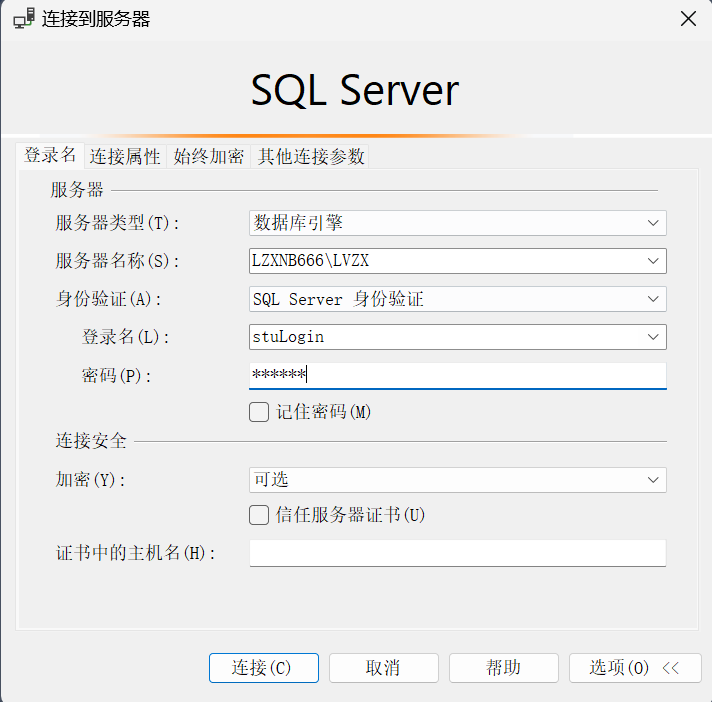 连接到服务器
SQL Server
登录名 连接属性 始终加密 其他连接参数
服务器
服务器类型(T): 数据库引擎
服务器名称(S): LZXNB666\LVZX
身份验证(A): SQL Server 身份验证
登录名(L): stuLogin
密码(P): ******
记住密码(M)
连接安全
加密(Y): 可选
信任服务器证书(U)
证书中的主机名(H):
连接(C) 取消 帮助 选项(O) <<